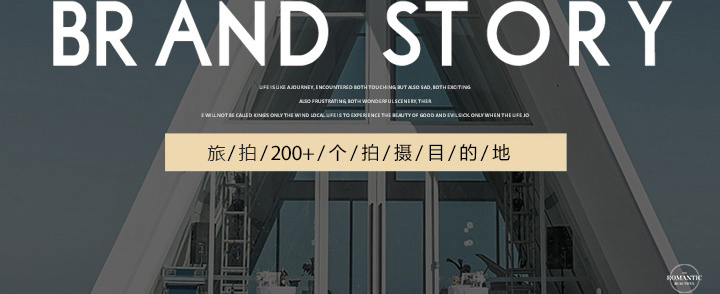 BRAND STORY
LIFE IS LIKE A JOURNEY, ENCOUNTERED BOTH TOUCHING, BUT ALSO SAD, BOTH EXCITING
ALSO FRUSTRATING, BOTH WONDERFUL SCENERY, THER
S WILL NOT BE CALLED KINGS ONLY THE WIND LOCAL. LIFE IS TO EXPERIENCE THE BEAUTY OF GOOD AND EVIL SICK. ONLY WHEN THE LIFE JO
旅/拍/200+/个/拍/摄/目/的/地
ROMANTIC
BEAUTIFUL